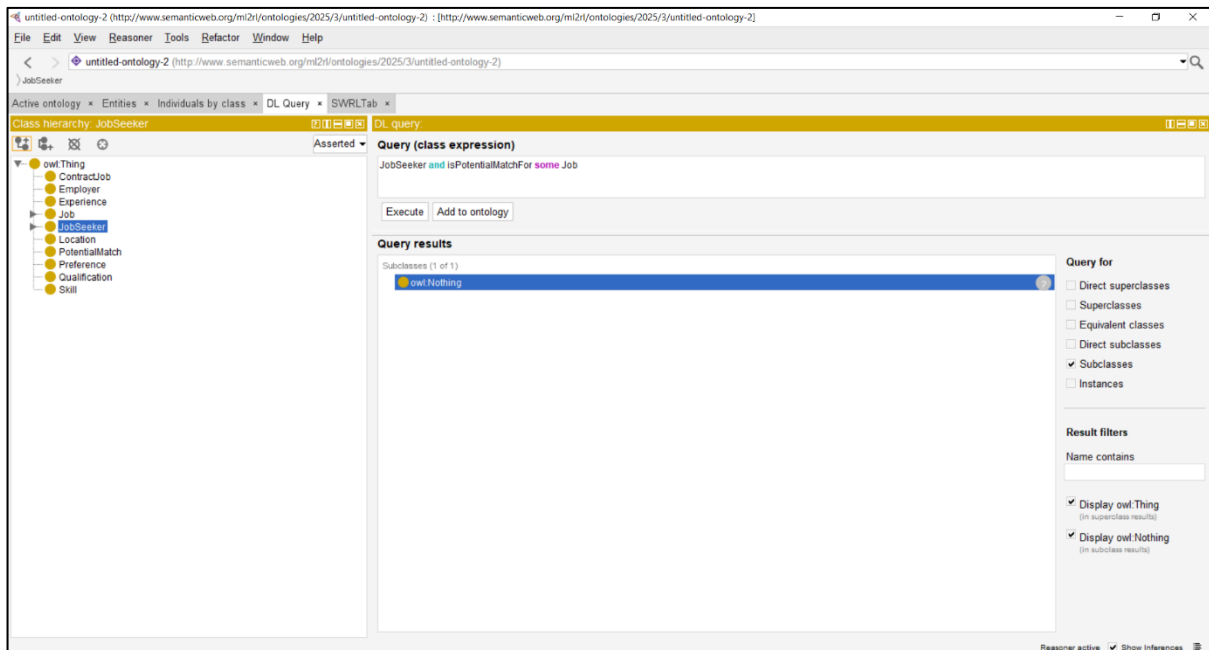 untitled-ontology-2 (http://www.semanticweb.org/ml2rl/ontologies/2025/3/untitled-ontology-2) : [http://www.semanticweb.org/ml2rl/ontologies/2025/3/untitled-ontology-2]
File Edit View Reasoner Tools Refactor Window Help
untitled-ontology-2 (http://www.semanticweb.org/ml2rl/ontologies/2025/3/untitled-ontology-2)
JobSeeker
Active ontology × Entities × Individuals by class × DL Query × SWRLTab ×
Class hierarchy: JobSeeker
Asserted
owl:Thing
ContractJob
Employer
Experience
Job
JobSeeker
Location
PotentialMatch
Preference
Qualification
Skill
DL query:
Query (class expression)
JobSeeker and isPotentialMatchFor some Job
Execute Add to ontology
Query results
Subclasses (1 of 1)
owl:Nothing
?
Query for
Direct superclasses
Superclasses
Equivalent classes
Direct subclasses
Subclasses
Instances
Result filters
Name contains
Display owl:Thing
(in superclass results)
Display owl:Nothing
(in subclass results)
Reasoner active Show Inferences